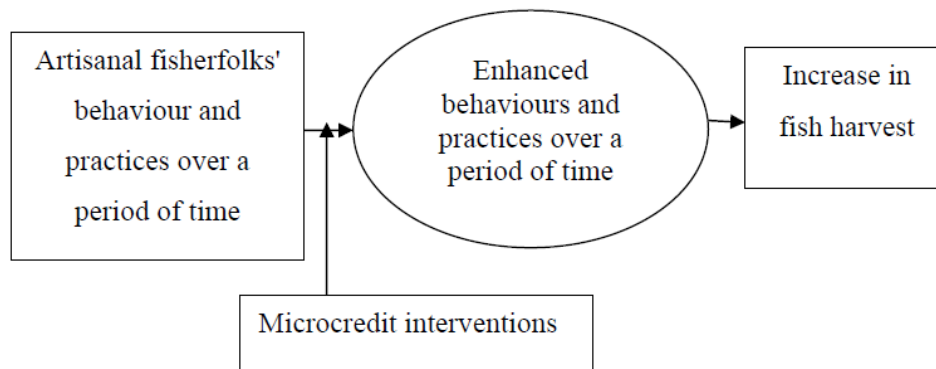 Artisanal fisherfolks'
behaviour and
practices over a
period of time
Enhanced
behaviours and
practices over a
period of time
Increase in
fish harvest
Microcredit interventions